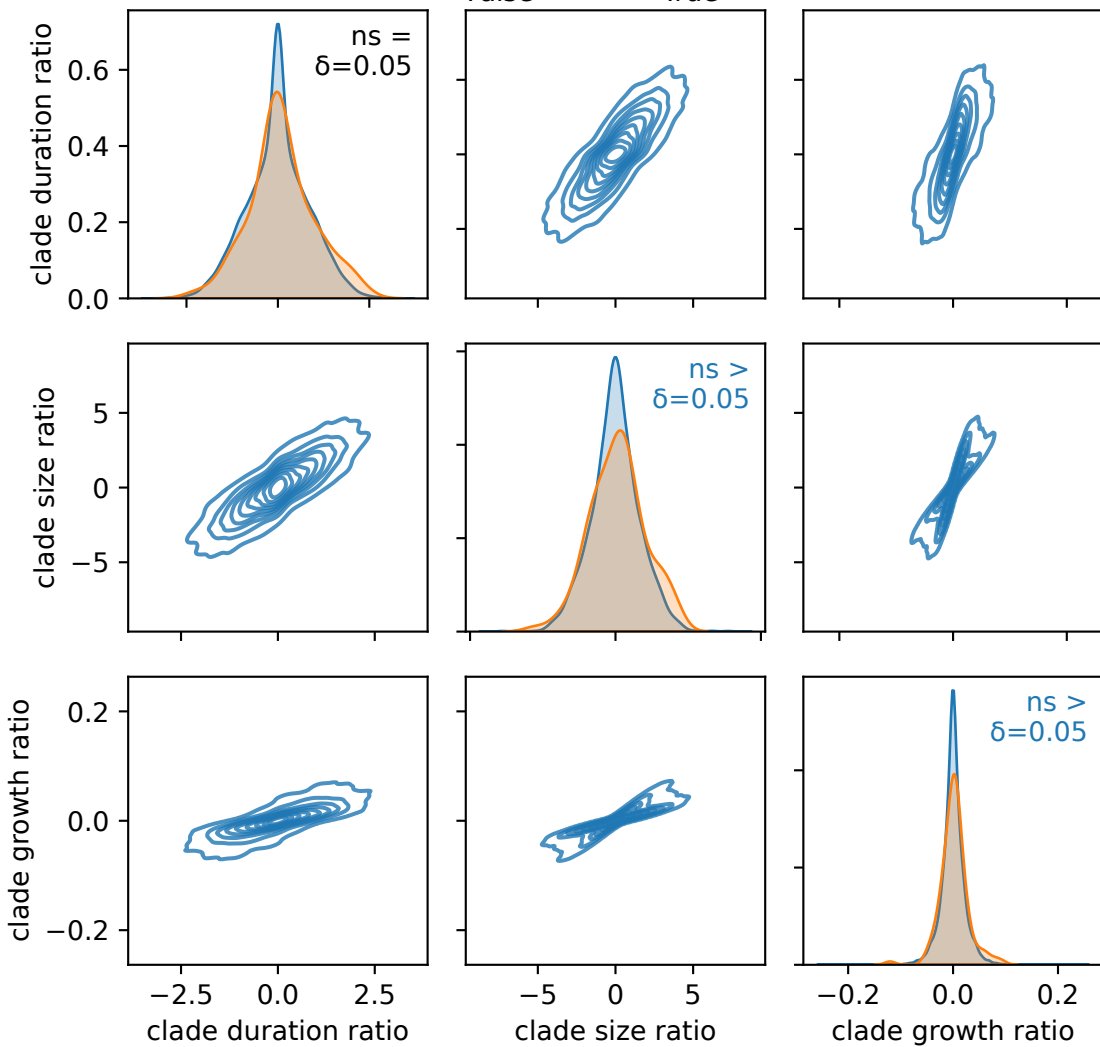 clade duration ratio
0.6
0.4
0.2
0.0
ns =
δ=0.05
clade size ratio
5
0
−5
ns >
δ=0.05
clade growth ratio
0.2
0.0
−0.2
ns >
δ=0.05
−2.5 0.0 2.5
−5 0 5
−0.2 0.0 0.2
clade duration ratio
clade size ratio
clade growth ratio